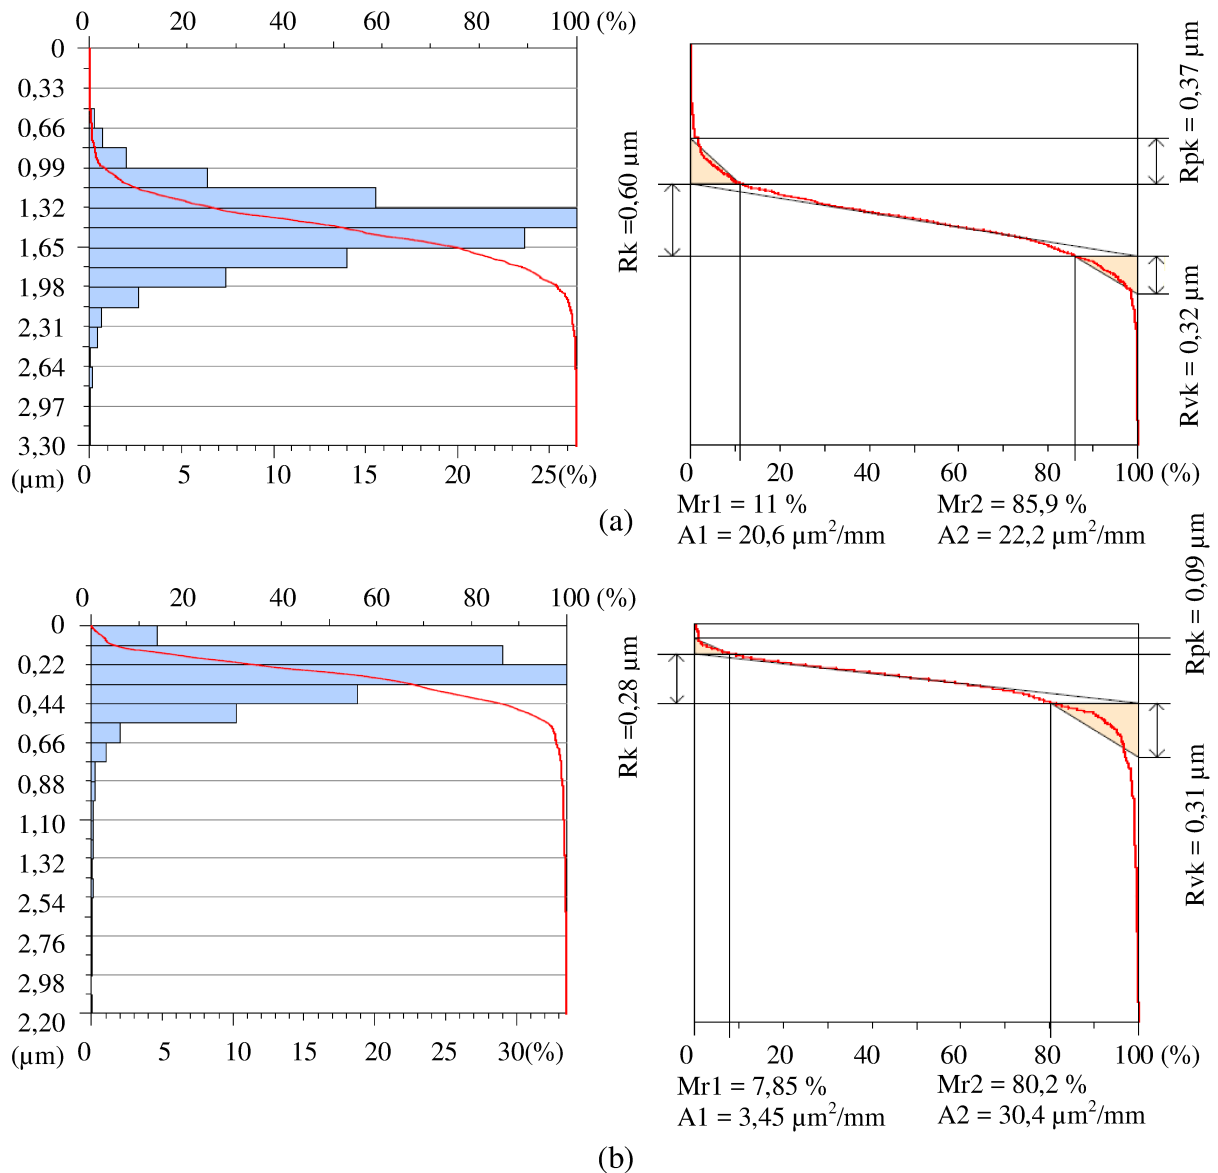 0 20 40 60 80 100 (%)
0
0,33
0,66
0,99
1,32
1,65
1,98
2,31
2,64
2,97
3.30
(µm) 0 5 10 15 20 25(%)
Rk =0,60 µm
Rpk = 0,37 µm
Rvk = 0,32 µm
0 20 40 60 80 100 (%)
Mr1 = 11 % Mr2 = 85,9 %
A1 = 20,6 µm²/mm A2 = 22,2 µm²/mm
(a)
0 20 40 60 80 100 (%)
0
0,22
0,44
0,66
0,88
1,10
1,32
2,54
2,76
2,98
2,20
(µm) 0 5 10 15 20 25 30(%)
Rk =0,28 µm
Rpk = 0,09 µm
Rvk = 0,31 µm
0 20 40 60 80 100 (%)
Mr1 = 7,85 % Mr2 = 80,2 %
A1 = 3,45 µm²/mm A2 = 30,4 µm²/mm
(b)